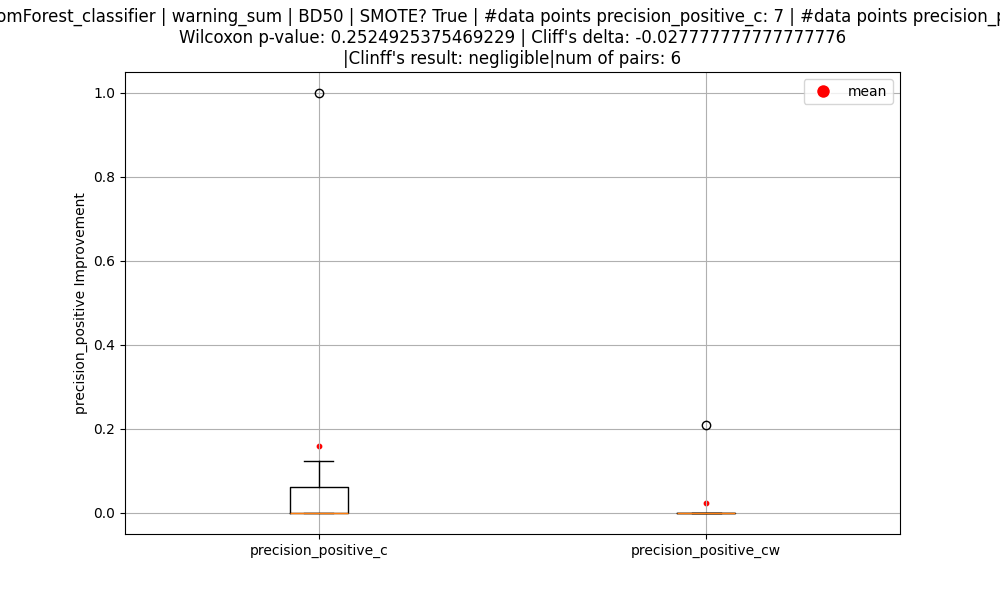 omForest_classifier | warning_sum | BD50 | SMOTE? True | #data points precision_positive_c: 7 | #data points precision_p
Wilcoxon p-value: 0.2524925375469229 | Cliff's delta: -0.027777777777777776
|Clinff's result: negligible|num of pairs: 6
mean
1.0
0.8
0.6
0.4
0.2
0.0
precision_positive Improvement
precision_positive_c
precision_positive_cw